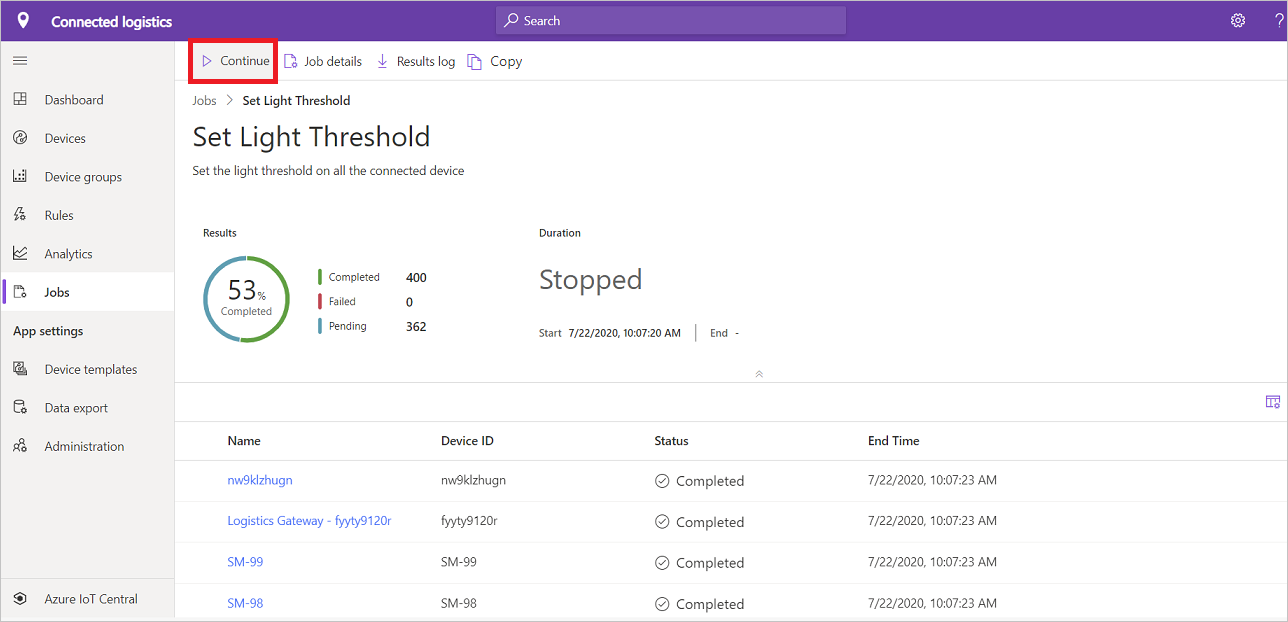 Connected logistics
Search
?
Continue
Job details
Results log
Copy
Jobs > Set Light Threshold
Set Light Threshold
Set the light threshold on all the connected device
Dashboard
Devices
Device groups
Rules
Analytics
Jobs
App settings
Device templates
Data export
Administration
Azure IoT Central
Results
53%
Completed
Completed 400
Failed 0
Pending 362
Duration
Stopped
Start 7/22/2020, 10:07:20 AM | End -
Name Device ID Status End Time
nw9klzhugn nw9klzhugn Completed 7/22/2020, 10:07:23 AM
Logistics Gateway - fyyty9120r fyyty9120r Completed 7/22/2020, 10:07:23 AM
SM-99 SM-99 Completed 7/22/2020, 10:07:23 AM
SM-98 SM-98 Completed 7/22/2020, 10:07:23 AM